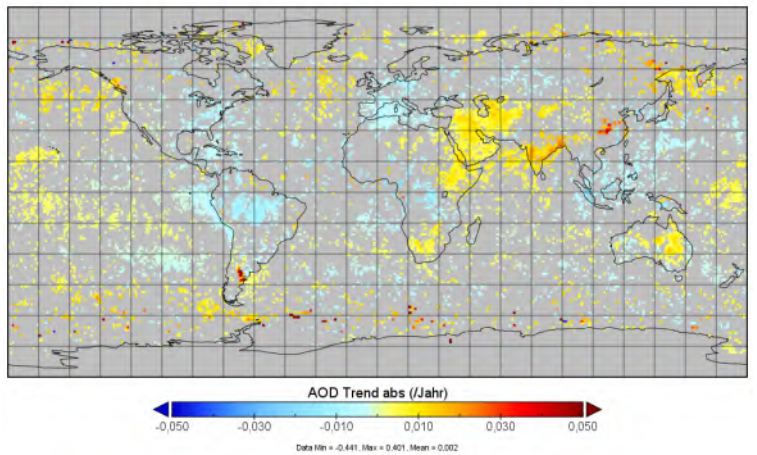 AOD Trend abs (/Jahr)
-0,050 -0,030 -0,010 0,010 0,030 0,050
Data Min = -0,441, Max = 0,401, Mean = 0,002